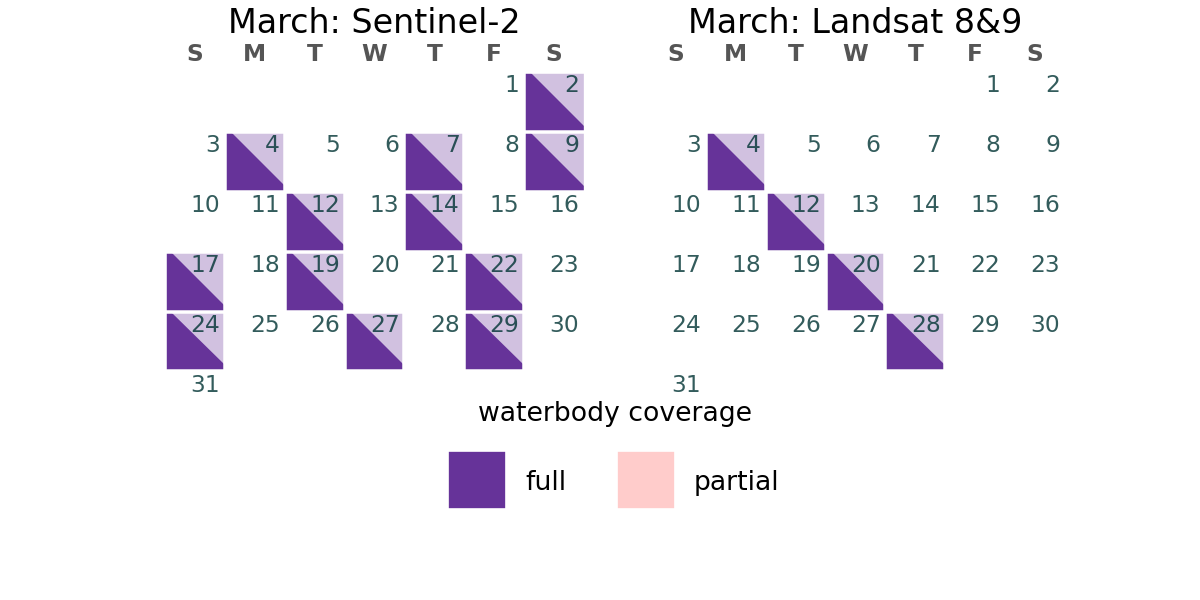 March: Sentinel-2
S M T W T F S
1 2
3 4 5 6 7 8 9
10 11 12 13 14 15 16
17 18 19 20 21 22 23
24 25 26 27 28 29 30
31
March: Landsat 8&9
S M T W T F S
1 2
3 4 5 6 7 8 9
10 11 12 13 14 15 16
17 18 19 20 21 22 23
24 25 26 27 28 29 30
31
waterbody coverage
full partial